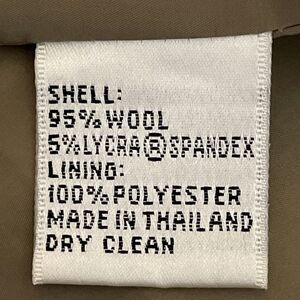 SHELL:
95% WOOL
5% LYCRA® SPANDEX
LINING:
100% POLYESTER
MADE IN THAILAND
DRY CLEAN